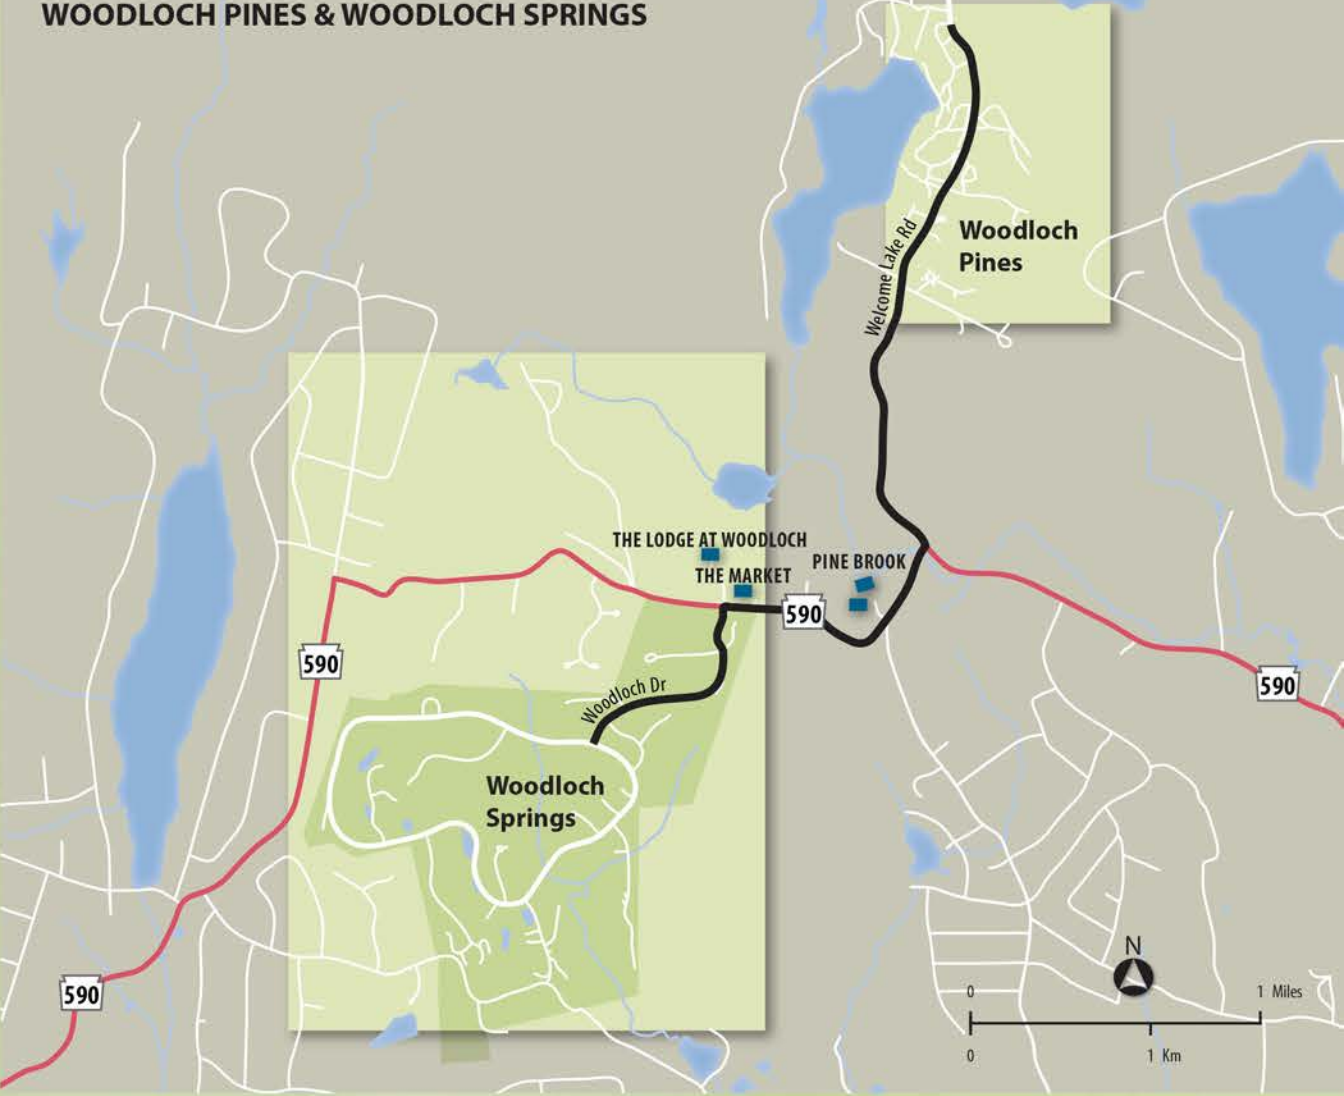 WOODLOCH PINES & WOODLOCH SPRINGS
Woodloch
Pines
Welcome Lake Rd
THE LODGE AT WOODLOCH
THE MARKET
PINE BROOK
590
590
590
Woodloch Dr
Woodloch
Springs
590
N
0
1 Miles
0
1 Km